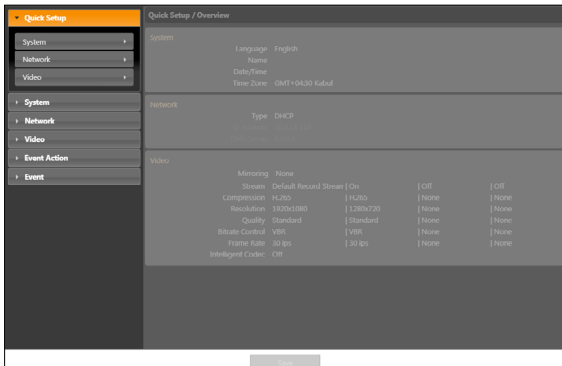 Quick Setup
System
Network
Video
System
Network
Video
Event Action
Event
Quick Setup / Overview
System
Language English
Name
Date/Time
Time Zone GMT+04:30 Kabul
Network
Type DHCP
Video
Mirroring None
Stream Default Record Stream | On | Off | Off
Compression H.265 | H.265 | None | None
Resolution 1920x1080 | 1280x720 | None | None
Quality Standard | Standard | None | None
Bitrate Control VBR | VBR | None | None
Frame Rate 30 ips | 30 ips | None | None
Intelligent Codec Off
Save